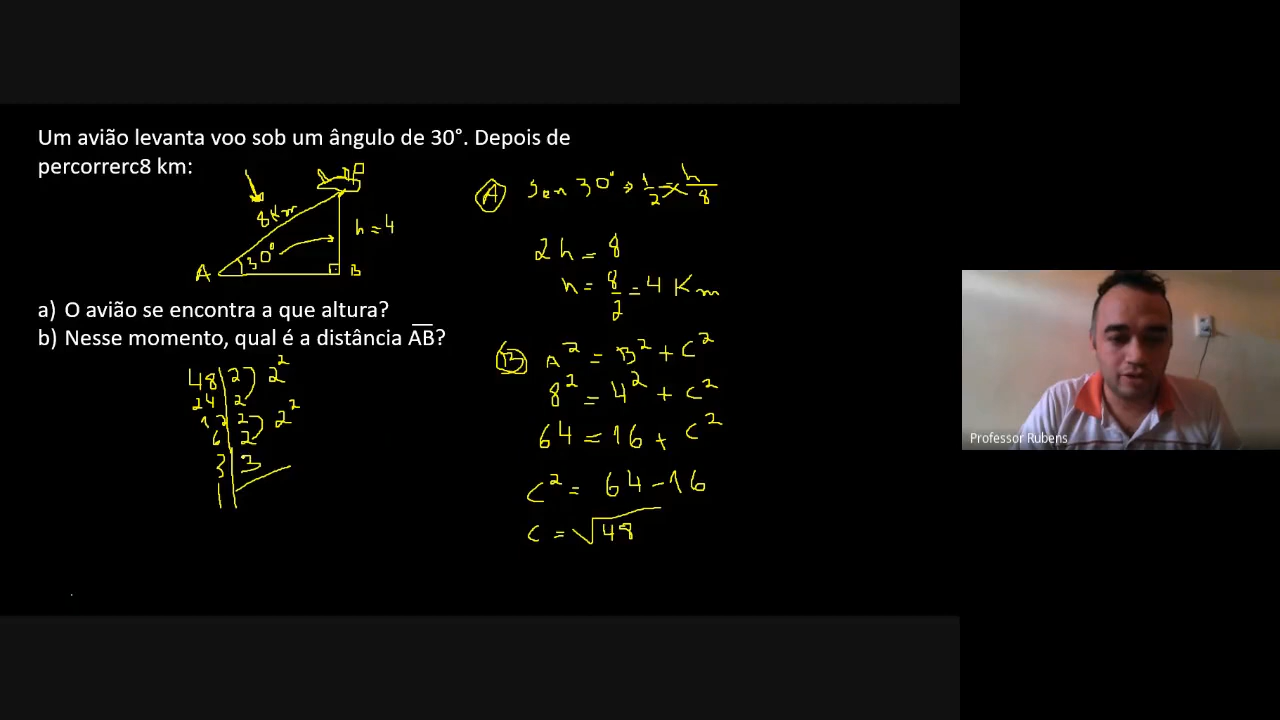 Um avião levanta voo sob um ângulo de 30°. Depois de
percorrerc8 km:
8 Km
h = 4
30°
A
B
a) O avião se encontra a que altura?
b) Nesse momento, qual é a distância A̅B̅?
48 | 2 ) 2²
24 | 2
12 | 2 ) 2²
6 | 2
3 | 3
1
A Sen 30° ⇒ 1/2 = h/8
2h = 8
h = 8/2 = 4 Km
B A² = B² + C²
8² = 4² + C²
64 = 16 + C²
C² = 64 - 16
C = √48
Professor Rubens